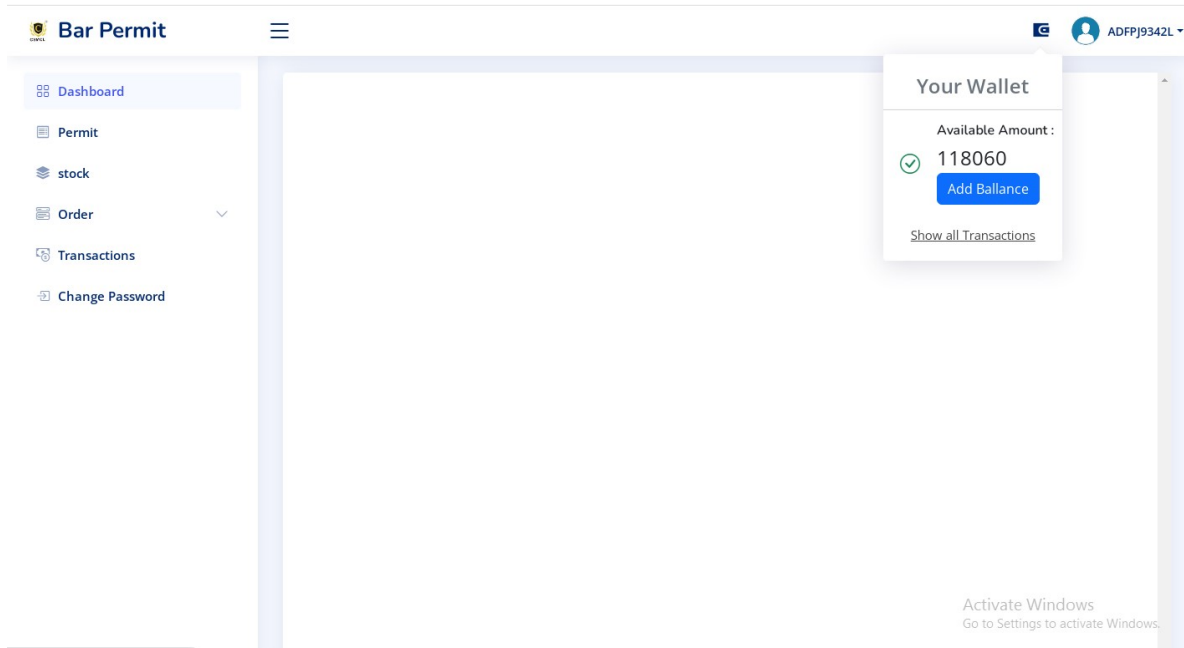 Bar Permit
ADFPJ9342L
Dashboard
Permit
stock
Order
Transactions
Change Password
Your Wallet
Available Amount :
118060
Add Ballance
Show all Transactions
Activate Windows
Go to Settings to activate Windows.